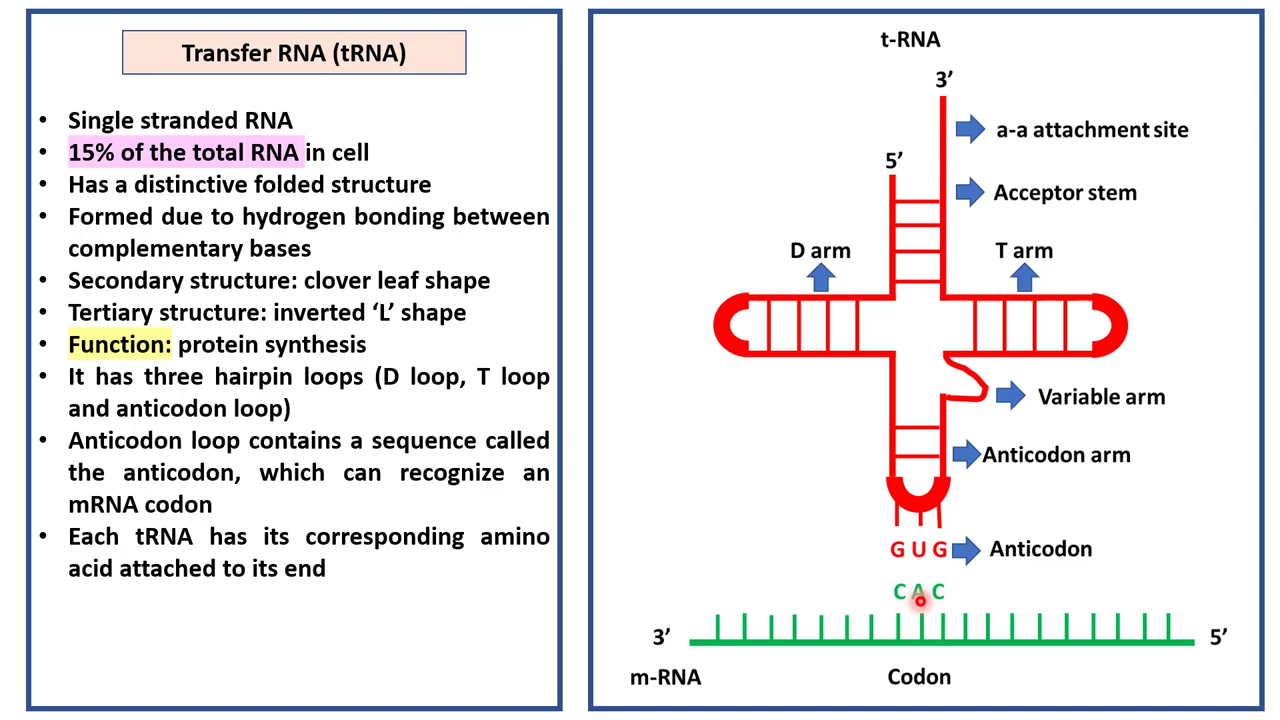 Transfer RNA (tRNA)
• Single stranded RNA
• 15% of the total RNA in cell
• Has a distinctive folded structure
• Formed due to hydrogen bonding between
complementary bases
• Secondary structure: clover leaf shape
• Tertiary structure: inverted ‘L’ shape
• Function: protein synthesis
• It has three hairpin loops (D loop, T loop
and anticodon loop)
• Anticodon loop contains a sequence called
the anticodon, which can recognize an
mRNA codon
• Each tRNA has its corresponding amino
acid attached to its end
t-RNA
3’
a-a attachment site
5’
Acceptor stem
D arm
T arm
Variable arm
Anticodon arm
G U G
Anticodon
C A C
3’
5’
m-RNA
Codon